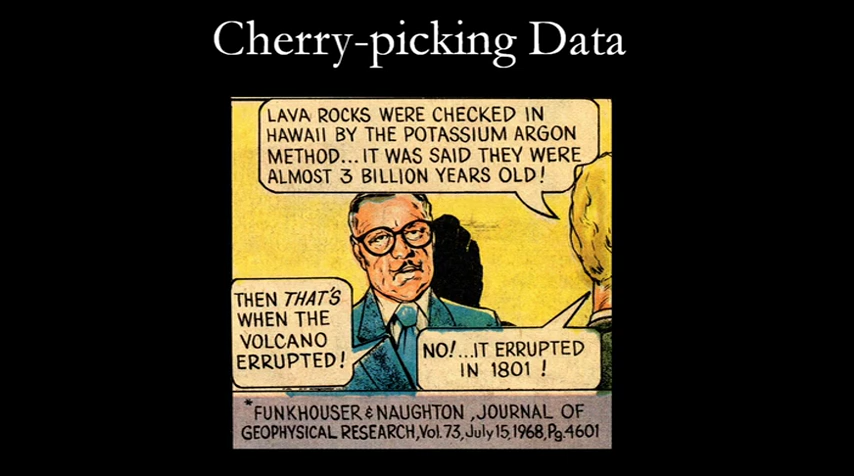 Cherry-picking Data
LAVA ROCKS WERE CHECKED IN
HAWAII BY THE POTASSIUM ARGON
METHOD...IT WAS SAID THEY WERE
ALMOST 3 BILLION YEARS OLD!
THEN THAT'S
WHEN THE
VOLCANO
ERRUPTED!
NO!...IT ERRUPTED
IN 1801!
*FUNKHOUSER & NAUGHTON, JOURNAL OF
GEOPHYSICAL RESEARCH, Vol. 73, July 15, 1968, Pg. 4601